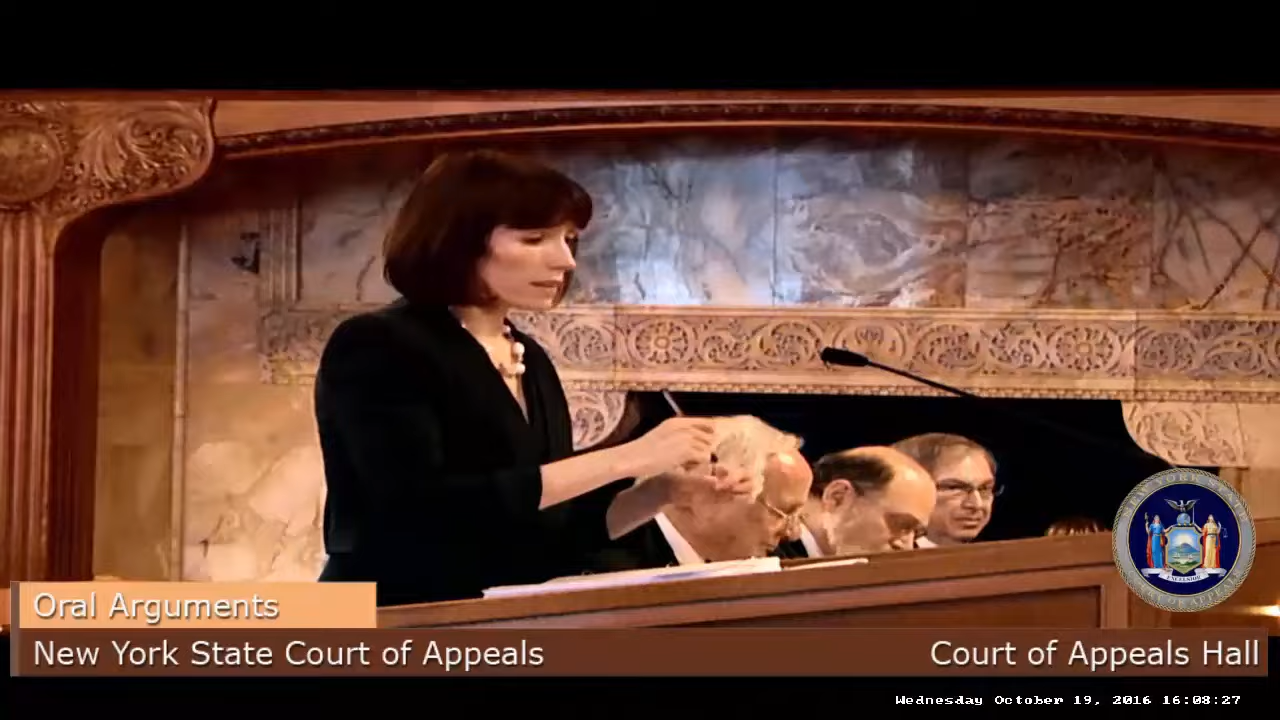 Oral Arguments
New York State Court of Appeals
Court of Appeals Hall
EXCELSIOR
Wednesday October 19, 2016 16:08:27